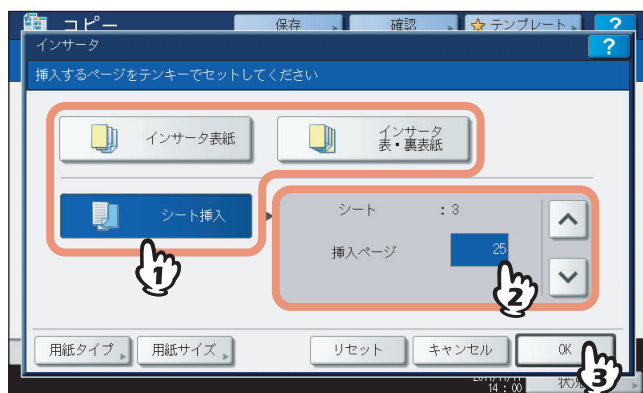 コピー 保存 確認 テンプレート ?
インサータ ?
挿入するページをテンキーでセットしてください
インサータ表紙
インサータ
表・裏表紙
シート挿入
シート :3
挿入ページ 25
1
2
用紙タイプ 用紙サイズ リセット キャンセル OK
3
14:00